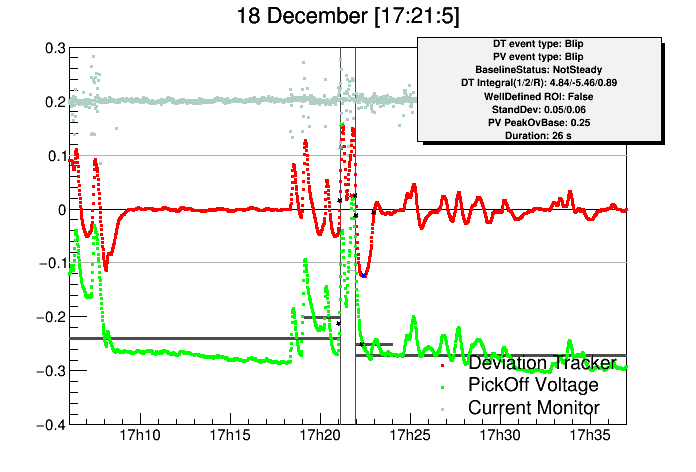 18 December [17:21:5]
DT event type: Blip
PV event type: Blip
BaselineStatus: NotSteady
DT Integral(1/2/R): 4.84/-5.46/0.89
WellDefined ROI: False
StandDev: 0.05/0.06
PV PeakOvBase: 0.25
Duration: 26 s
0.3
0.2
0.1
0
−0.1
−0.2
−0.3
−0.4
Deviation Tracker
PickOff Voltage
Current Monitor
17h10 17h15 17h20 17h25 17h30 17h35